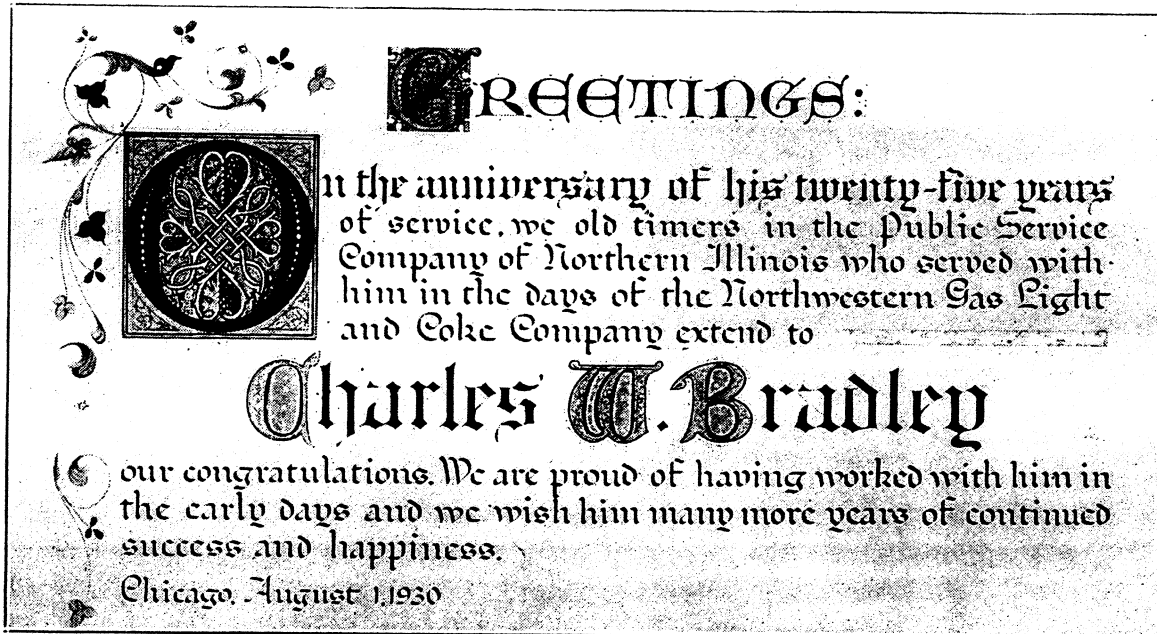 GREETINGS:
On the anniversary of his twenty-five years
of service, we old timers in the Public Service
Company of Northern Illinois who served with
him in the days of the Northwestern Gas Light
and Coke Company extend to
Charles W. Bradley
our congratulations. We are proud of having worked with him in
the early days and we wish him many more years of continued
success and happiness.
Chicago, August 1, 1930